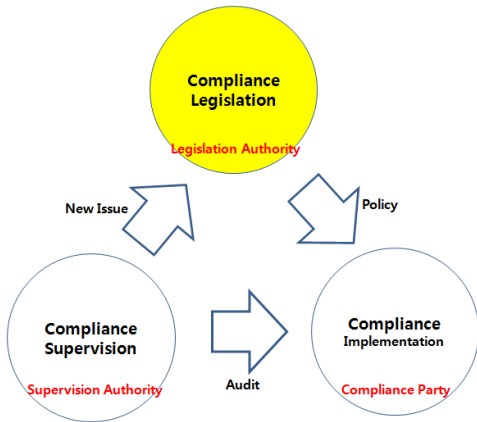 Compliance
Legislation
Legislation Authority
New Issue
Policy
Compliance
Supervision
Supervision Authority
Audit
Compliance
Implementation
Compliance Party